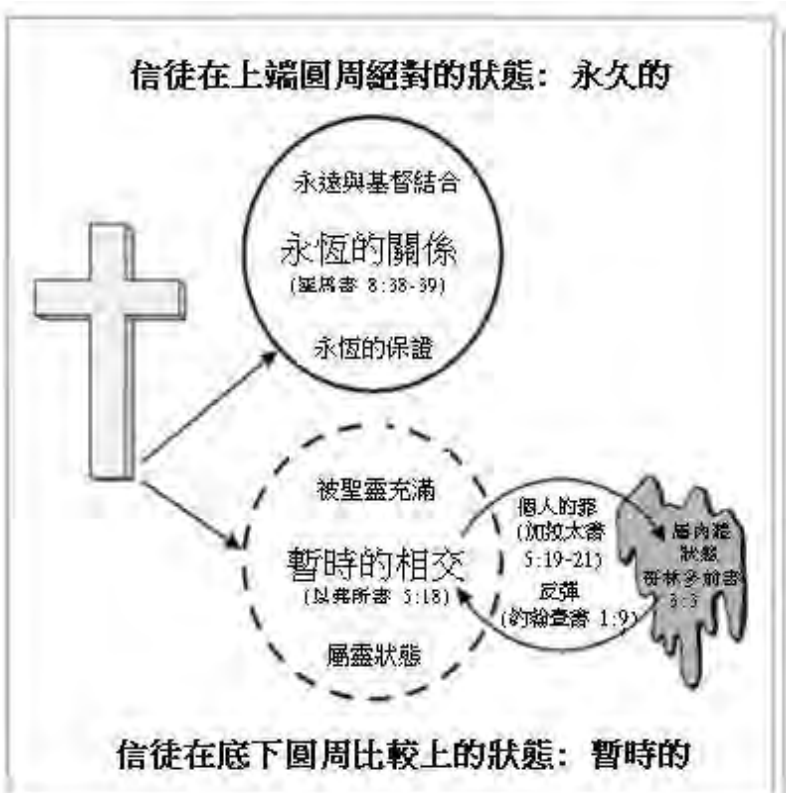 信徒在上端圓周絕對的狀態： 永久的
永遠與基督結合
永恆的關係
(羅馬書 8:38-39)
永恆的保證
被聖靈充滿
暫時的相交
(以弗所書 5:18)
屬靈狀態
個人的罪
(加拉太書
5:19-21)
反彈
(約翰壹書 1:9)
屬肉體
狀態
哥林多前書
3:3
信徒在底下圓周比較上的狀態： 暫時的